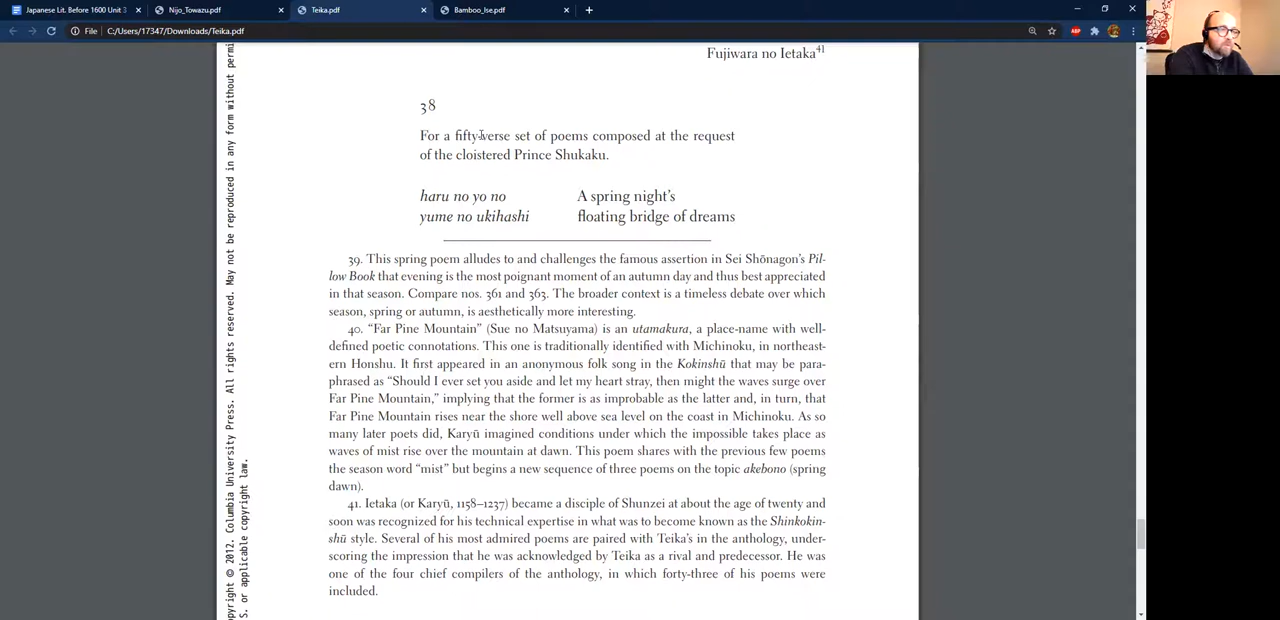 Japanese Lit. Before 1600 Unit 3
Nijo_Towazu.pdf
Teika.pdf
Bamboo_Ise.pdf
File
C:/Users/17347/Downloads/Teika.pdf
ABP
Fujiwara no Ietaka41
38
For a fifty-verse set of poems composed at the request
of the cloistered Prince Shukaku.
haru no yo no
A spring night's
yume no ukihashi
floating bridge of dreams
39. This spring poem alludes to and challenges the famous assertion in Sei Shōnagon's Pil-
low Book that evening is the most poignant moment of an autumn day and thus best appreciated
in that season. Compare nos. 361 and 363. The broader context is a timeless debate over which
season, spring or autumn, is aesthetically more interesting.
40. “Far Pine Mountain” (Sue no Matsuyama) is an utamakura, a place-name with well-
defined poetic connotations. This one is traditionally identified with Michinoku, in northeast-
ern Honshu. It first appeared in an anonymous folk song in the Kokinshū that may be para-
phrased as “Should I ever set you aside and let my heart stray, then might the waves surge over
Far Pine Mountain,” implying that the former is as improbable as the latter and, in turn, that
Far Pine Mountain rises near the shore well above sea level on the coast in Michinoku. As so
many later poets did, Karyū imagined conditions under which the impossible takes place as
waves of mist rise over the mountain at dawn. This poem shares with the previous few poems
the season word “mist” but begins a new sequence of three poems on the topic akebono (spring
dawn).
41. Ietaka (or Karyū, 1158–1237) became a disciple of Shunzei at about the age of twenty and
soon was recognized for his technical expertise in what was to become known as the Shinkokin-
shū style. Several of his most admired poems are paired with Teika's in the anthology, under-
scoring the impression that he was acknowledged by Teika as a rival and predecessor. He was
one of the four chief compilers of the anthology, in which forty-three of his poems were
included.
opyright © 2012. Columbia University Press. All rights reserved. May not be reproduced in any form without permi
S. or applicable copyright law.